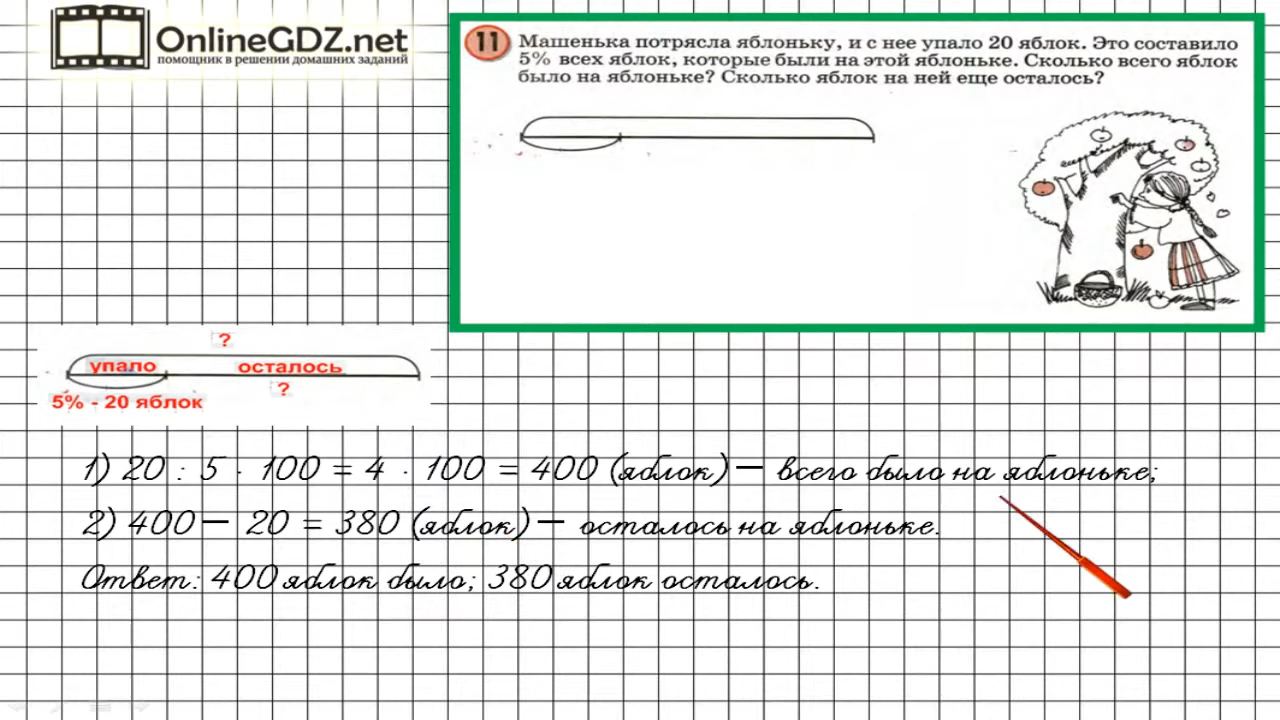 OnlineGDZ.net
помощник в решении домашних заданий
11 Машенька потрясла яблоньку, и с нее упало 20 яблок. Это составило
5% всех яблок, которые были на этой яблоньке. Сколько всего яблок
было на яблоньке? Сколько яблок на ней еще осталось?
?
упало осталось
?
5% - 20 яблок
1) 20 : 5 · 100 = 4 · 100 = 400 (яблок) — всего было на яблоньке;
2) 400 — 20 = 380 (яблок) — осталось на яблоньке.
Ответ: 400 яблок было; 380 яблок осталось.